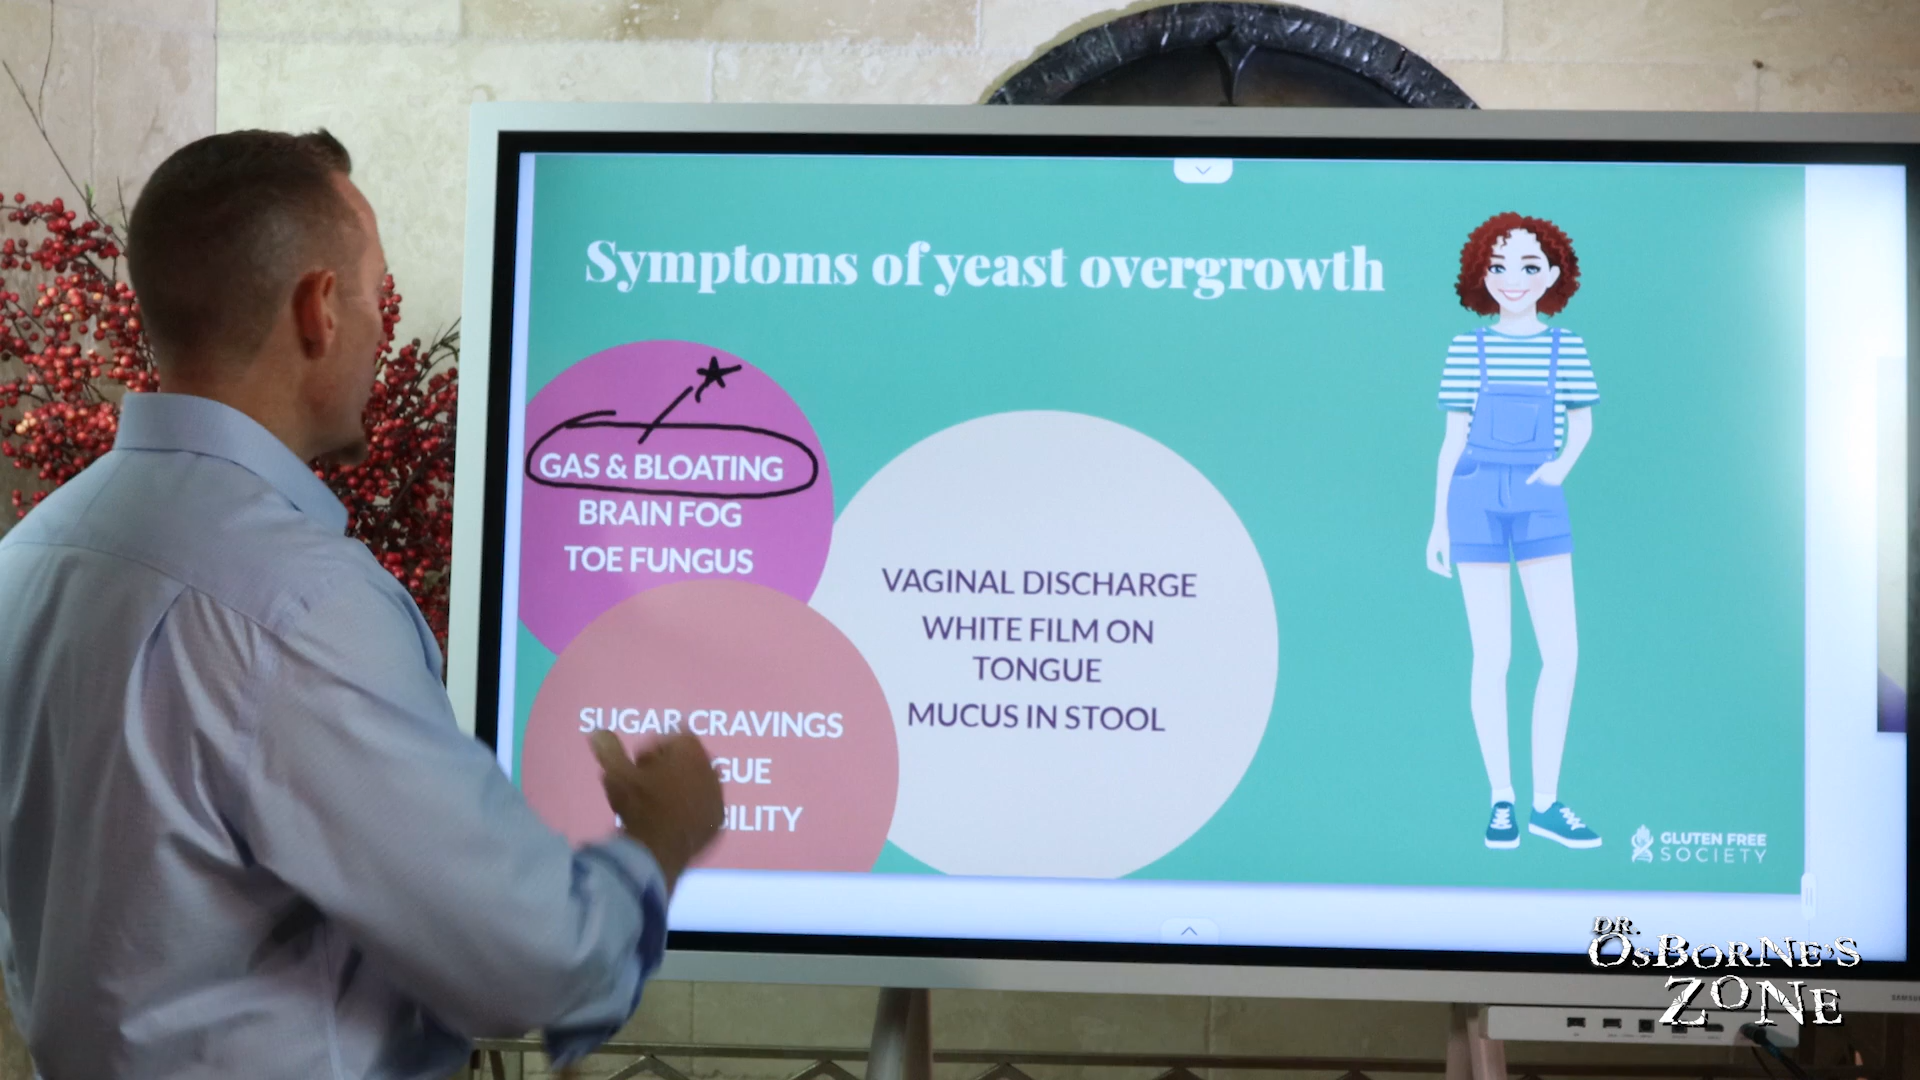 Symptoms of yeast overgrowth
GAS & BLOATING
BRAIN FOG
TOE FUNGUS
VAGINAL DISCHARGE
WHITE FILM ON
TONGUE
MUCUS IN STOOL
SUGAR CRAVINGS
GLUTEN FREE
SOCIETY
DR.
OSBORNE'S
ZONE